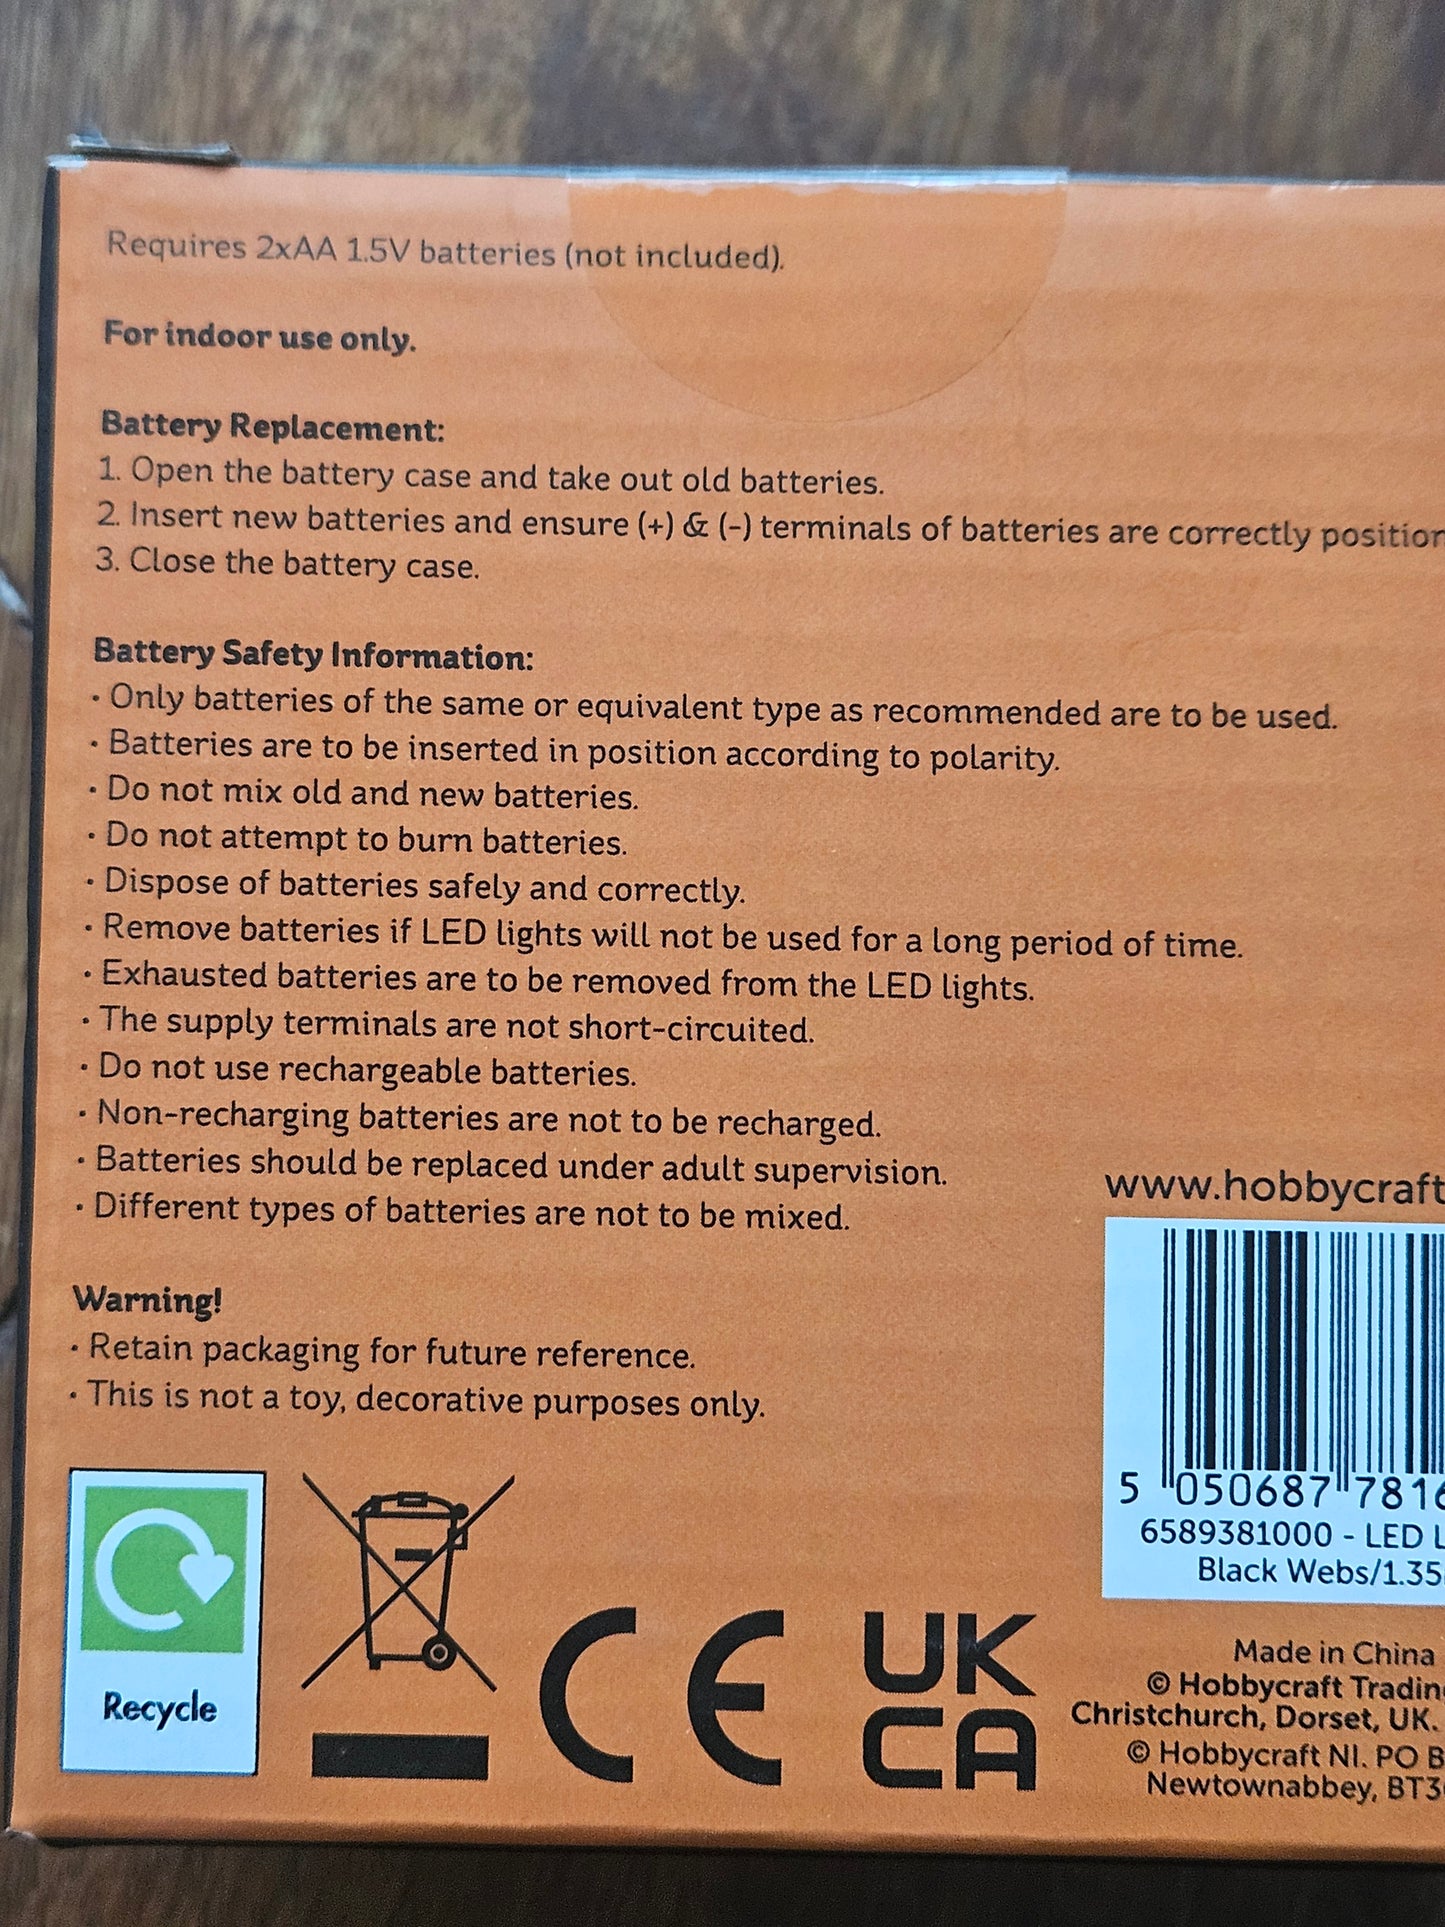 Requires 2xAA 1.5V batteries (not included).
For indoor use only.
Battery Replacement:
1. Open the battery case and take out old batteries.
2. Insert new batteries and ensure (+) & (-) terminals of batteries are correctly position
3. Close the battery case.
Battery Safety Information:
• Only batteries of the same or equivalent type as recommended are to be used.
• Batteries are to be inserted in position according to polarity.
• Do not mix old and new batteries.
• Do not attempt to burn batteries.
• Dispose of batteries safely and correctly.
• Remove batteries if LED lights will not be used for a long period of time.
• Exhausted batteries are to be removed from the LED lights.
• The supply terminals are not short-circuited.
• Do not use rechargeable batteries.
• Non-recharging batteries are not to be recharged.
• Batteries should be replaced under adult supervision.
• Different types of batteries are not to be mixed.
Warning!
• Retain packaging for future reference.
• This is not a toy, decorative purposes only.
Recycle
CE
UK
CA
www.hobbycraft
5 050687 7816
6589381000 - LED L
Black Webs/1.35
Made in China
© Hobbycraft Trading
Christchurch, Dorset, UK.
© Hobbycraft NI. PO B
Newtownabbey, BT3